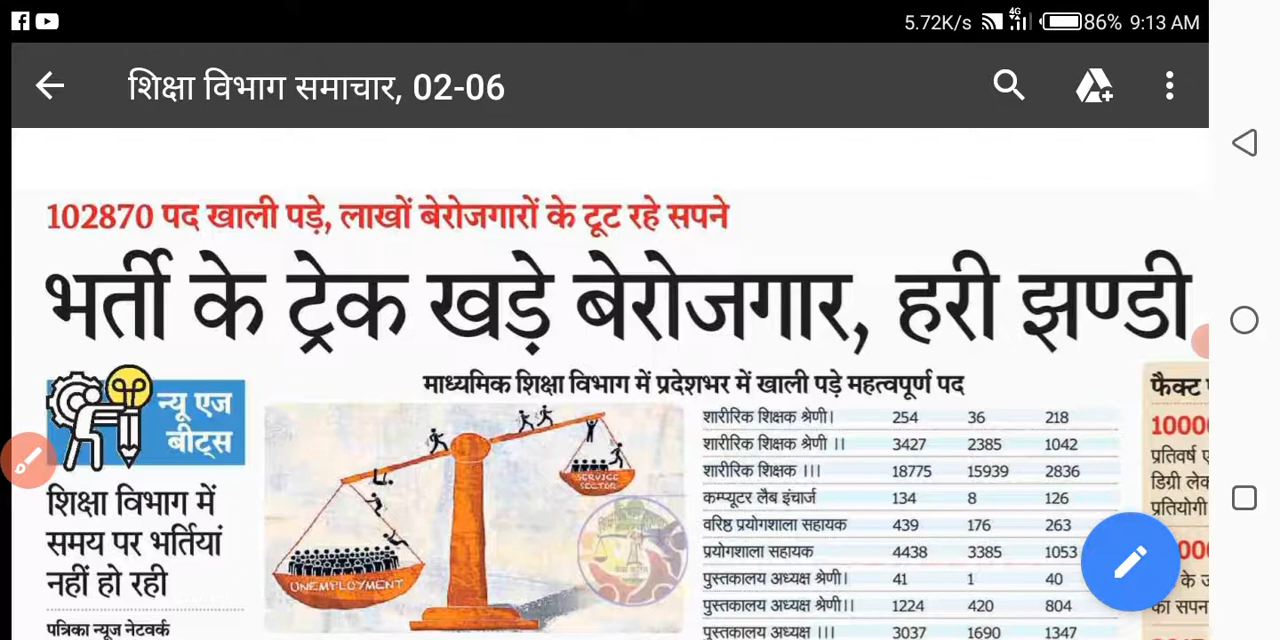 5.72K/s 4G 86% 9:13 AM
शिक्षा विभाग समाचार, 02-06
102870 पद खाली पड़े, लाखों बेरोजगारों के टूट रहे सपने
भर्ती के ट्रेक खड़े बेरोजगार, हरी झण्डी
न्यू एज
बीट्स
शिक्षा विभाग में
समय पर भर्तियां
नहीं हो रही
पत्रिका न्यूज नेटवर्क
माध्यमिक शिक्षा विभाग में प्रदेशभर में खाली पड़े महत्वपूर्ण पद
SERVICE
SECTOR
UNEMPLOYMENT
शारीरिक शिक्षक श्रेणी। 254 36 218
शारीरिक शिक्षक श्रेणी ।। 3427 2385 1042
शारीरिक शिक्षक ।।। 18775 15939 2836
कम्प्यूटर लैब इंचार्ज 134 8 126
वरिष्ठ प्रयोगशाला सहायक 439 176 263
प्रयोगशाला सहायक 4438 3385 1053
पुस्तकालय अध्यक्ष श्रेणी। 41 1 40
पुस्तकालय अध्यक्ष श्रेणी।। 1224 420 804
पुस्तकालय अध्यक्ष ।।। 3037 1690 1347
फैक्ट
1000
प्रतिवर्ष
डिग्री लेक
प्रतियोगी
के
का सपन